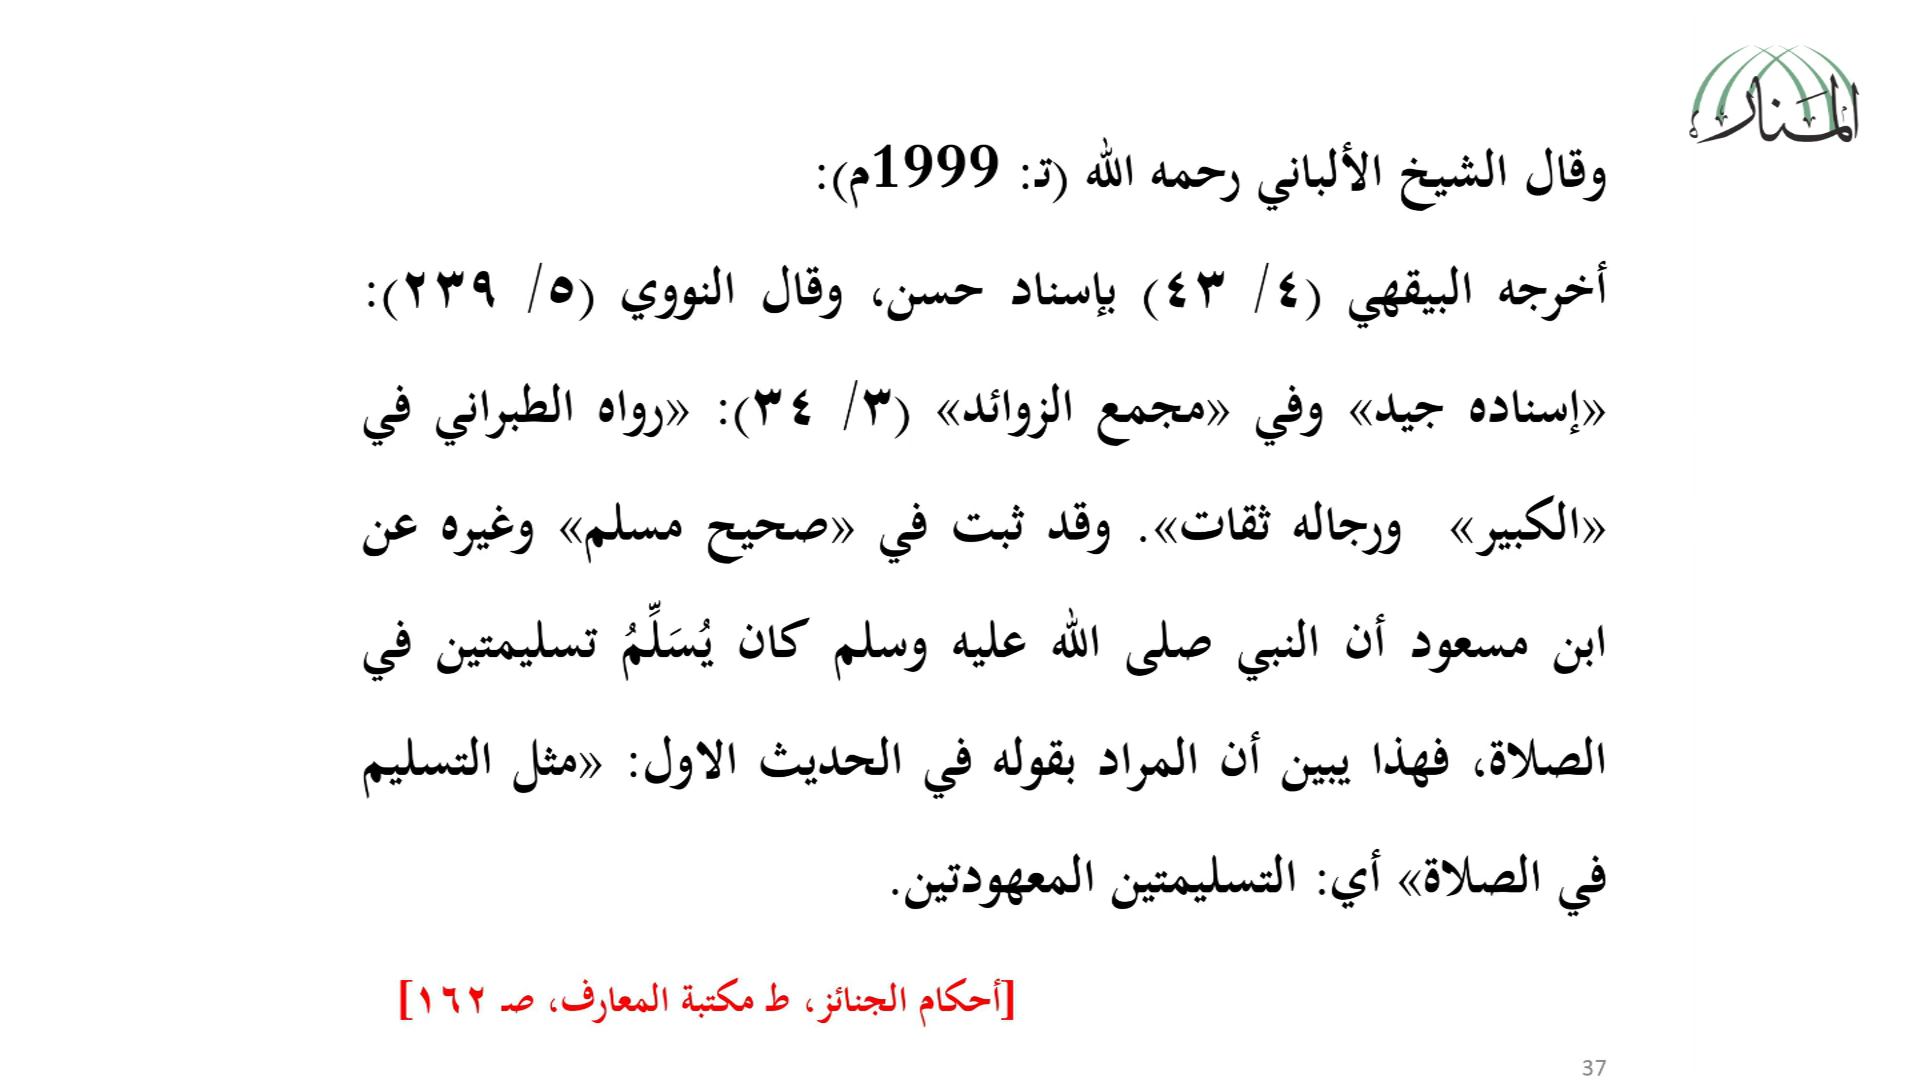 المنار
وقال الشيخ الألباني رحمه الله (تـ: 1999م):
أخرجه البيقهي (٤/ ٤٣) بإسناد حسن، وقال النووي (٥/ ٢٣٩):
«إسناده جيد» وفي «مجمع الزوائد» (٣/ ٣٤): «رواه الطبراني في
«الكبير» ورجاله ثقات». وقد ثبت في «صحيح مسلم» وغيره عن
ابن مسعود أن النبي صلى الله عليه وسلم كان يُسَلِّمُ تسليمتين في
الصلاة، فهذا يبين أن المراد بقوله في الحديث الاول: «مثل التسليم
في الصلاة» أي: التسليمتين المعهودتين.
[أحكام الجنائز، ط مكتبة المعارف، صـ ١٦٢]
37